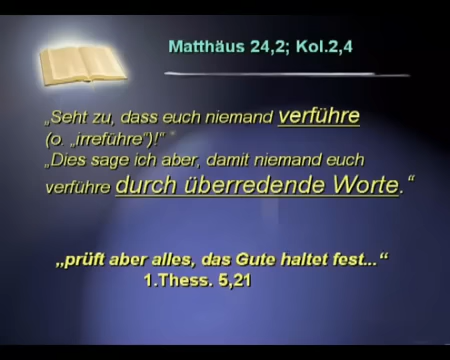 Matthäus 24,2; Kol.2,4
„Seht zu, dass euch niemand verführe
(o. „irreführe“)!“
„Dies sage ich aber, damit niemand euch
verführe durch überredende Worte.“
„prüft aber alles, das Gute haltet fest...“
1.Thess. 5,21